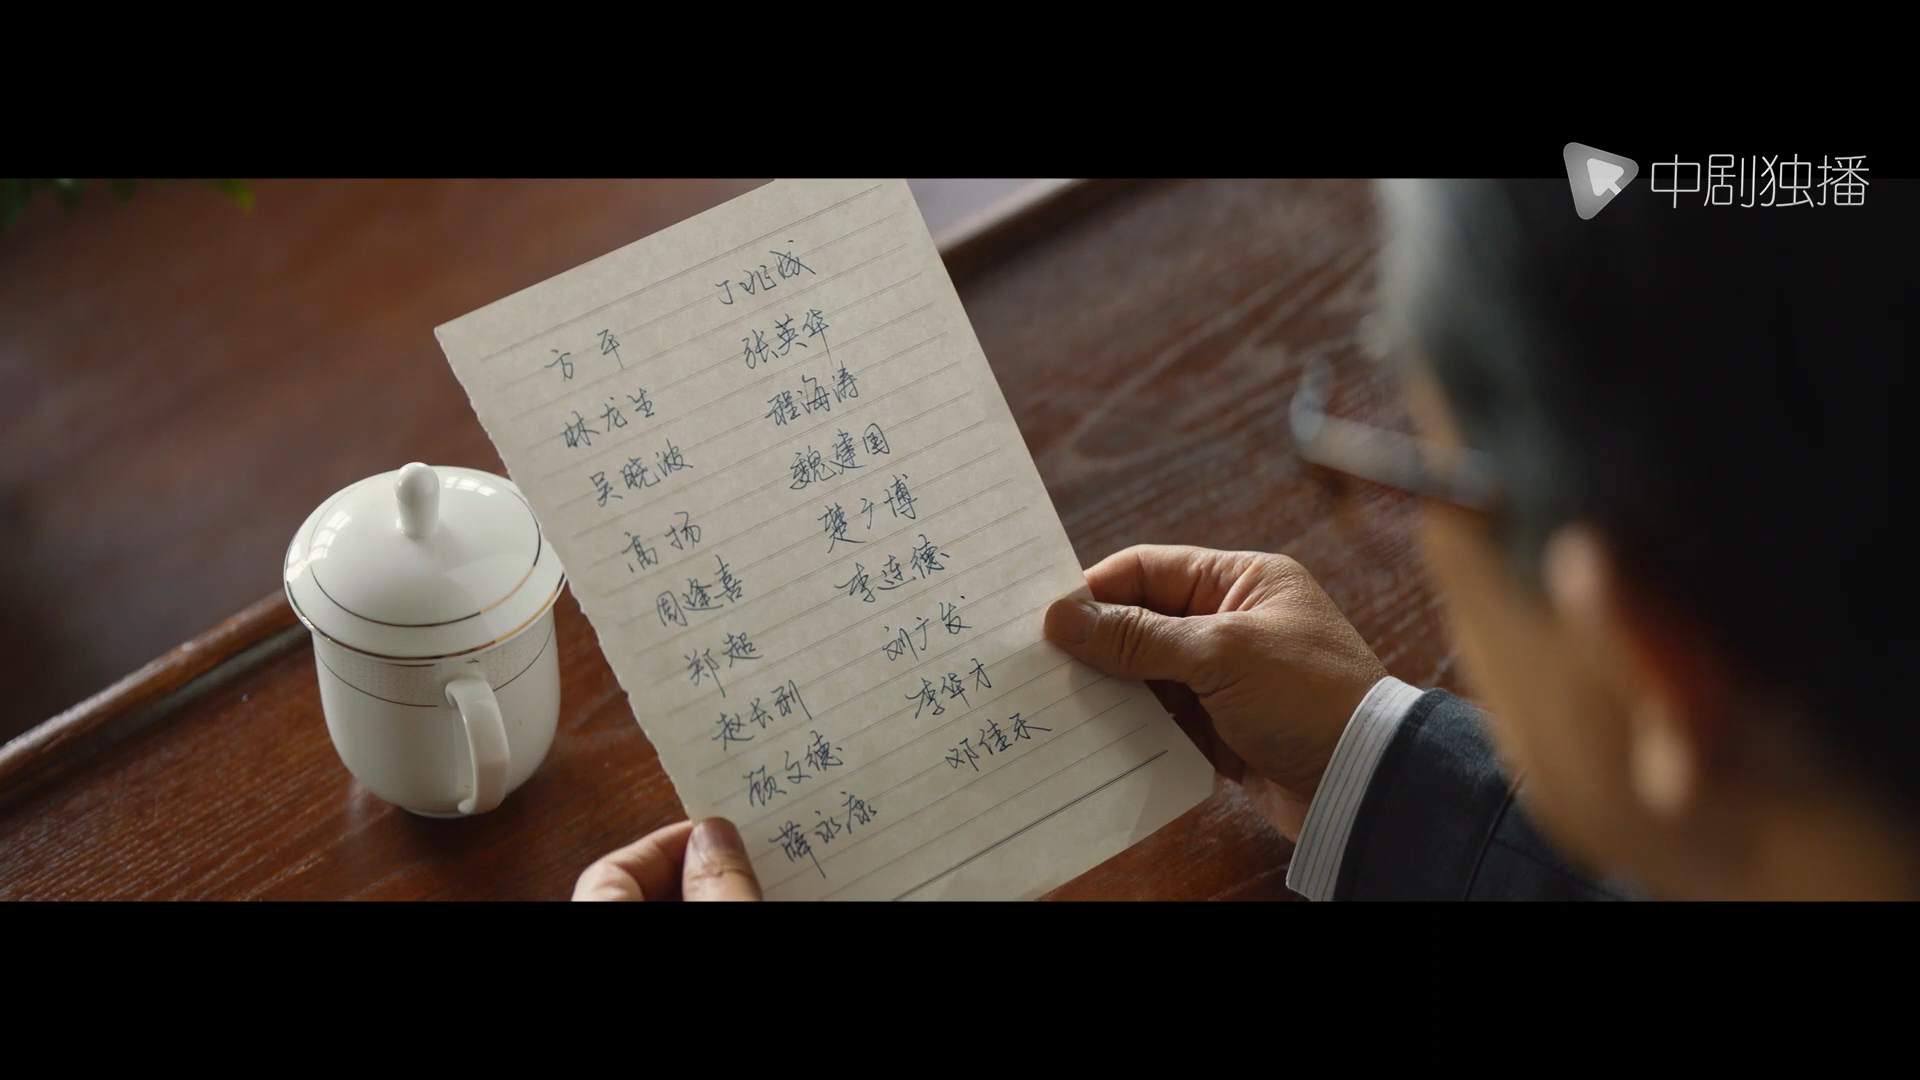 中剧独播
方平
林龙生
吴晓波
高扬
周逢喜
郑超
赵长刚
顾文德
薛永康
丁兆成
张英华
程海涛
魏建国
楚广博
李连德
刘广发
李华才
邓佳禾